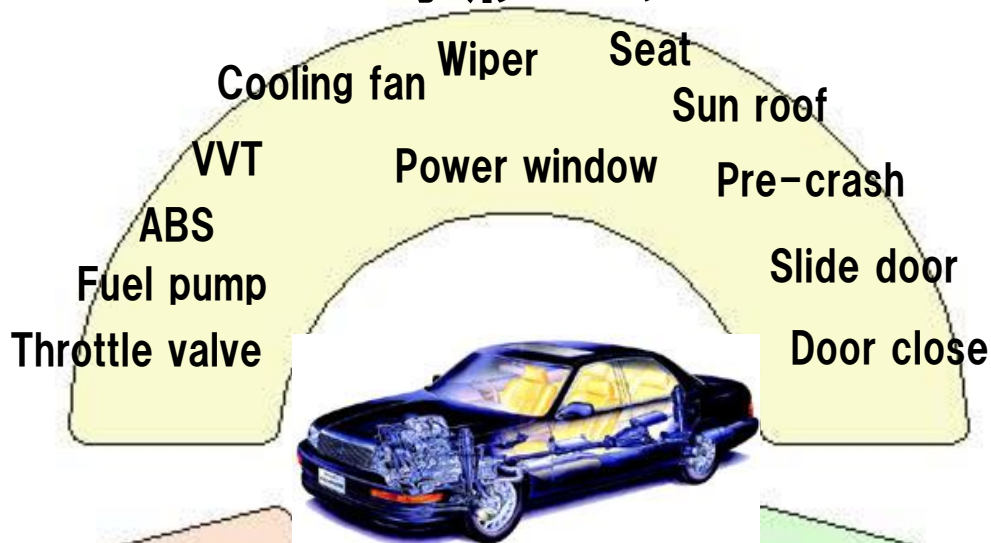 Wiper
Seat
Cooling fan
Sun roof
VVT
Power window
Pre-crash
ABS
Fuel pump
Slide door
Throttle valve
Door close